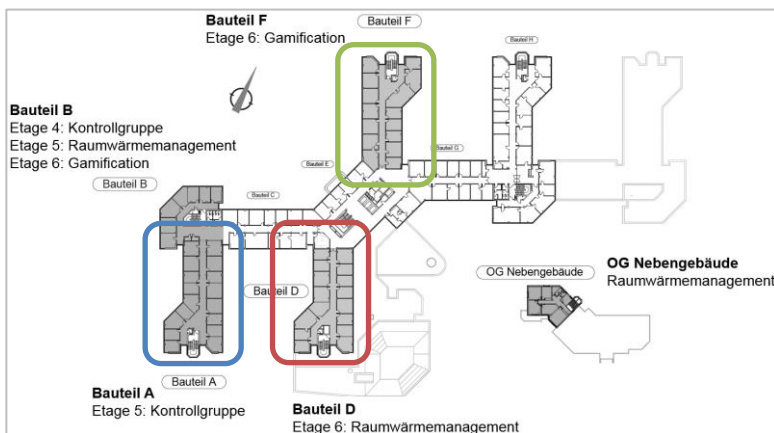 Bauteil F
Etage 6: Gamification
Bauteil F
Bauteil H
Bauteil B
Etage 4: Kontrollgruppe
Etage 5: Raumwärmemanagement
Etage 6: Gamification
Bauteil G
Bauteil E
Bauteil B
Bauteil C
OG Nebengebäude
OG Nebengebäude
Raumwärmemanagement
Bauteil D
Bauteil A
Bauteil A
Etage 5: Kontrollgruppe
Bauteil D
Etage 6: Raumwärmemanagement